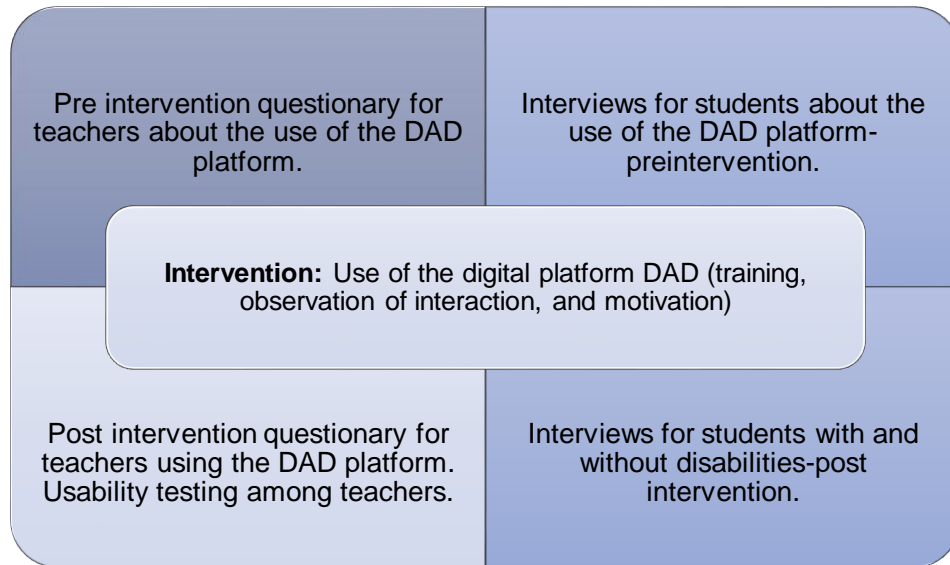 Pre intervention questionary for
teachers about the use of the DAD
platform.
Interviews for students about the
use of the DAD platform-
preintervention.
Intervention: Use of the digital platform DAD (training,
observation of interaction, and motivation)
Post intervention questionary for
teachers using the DAD platform.
Usability testing among teachers.
Interviews for students with and
without disabilities-post
intervention.